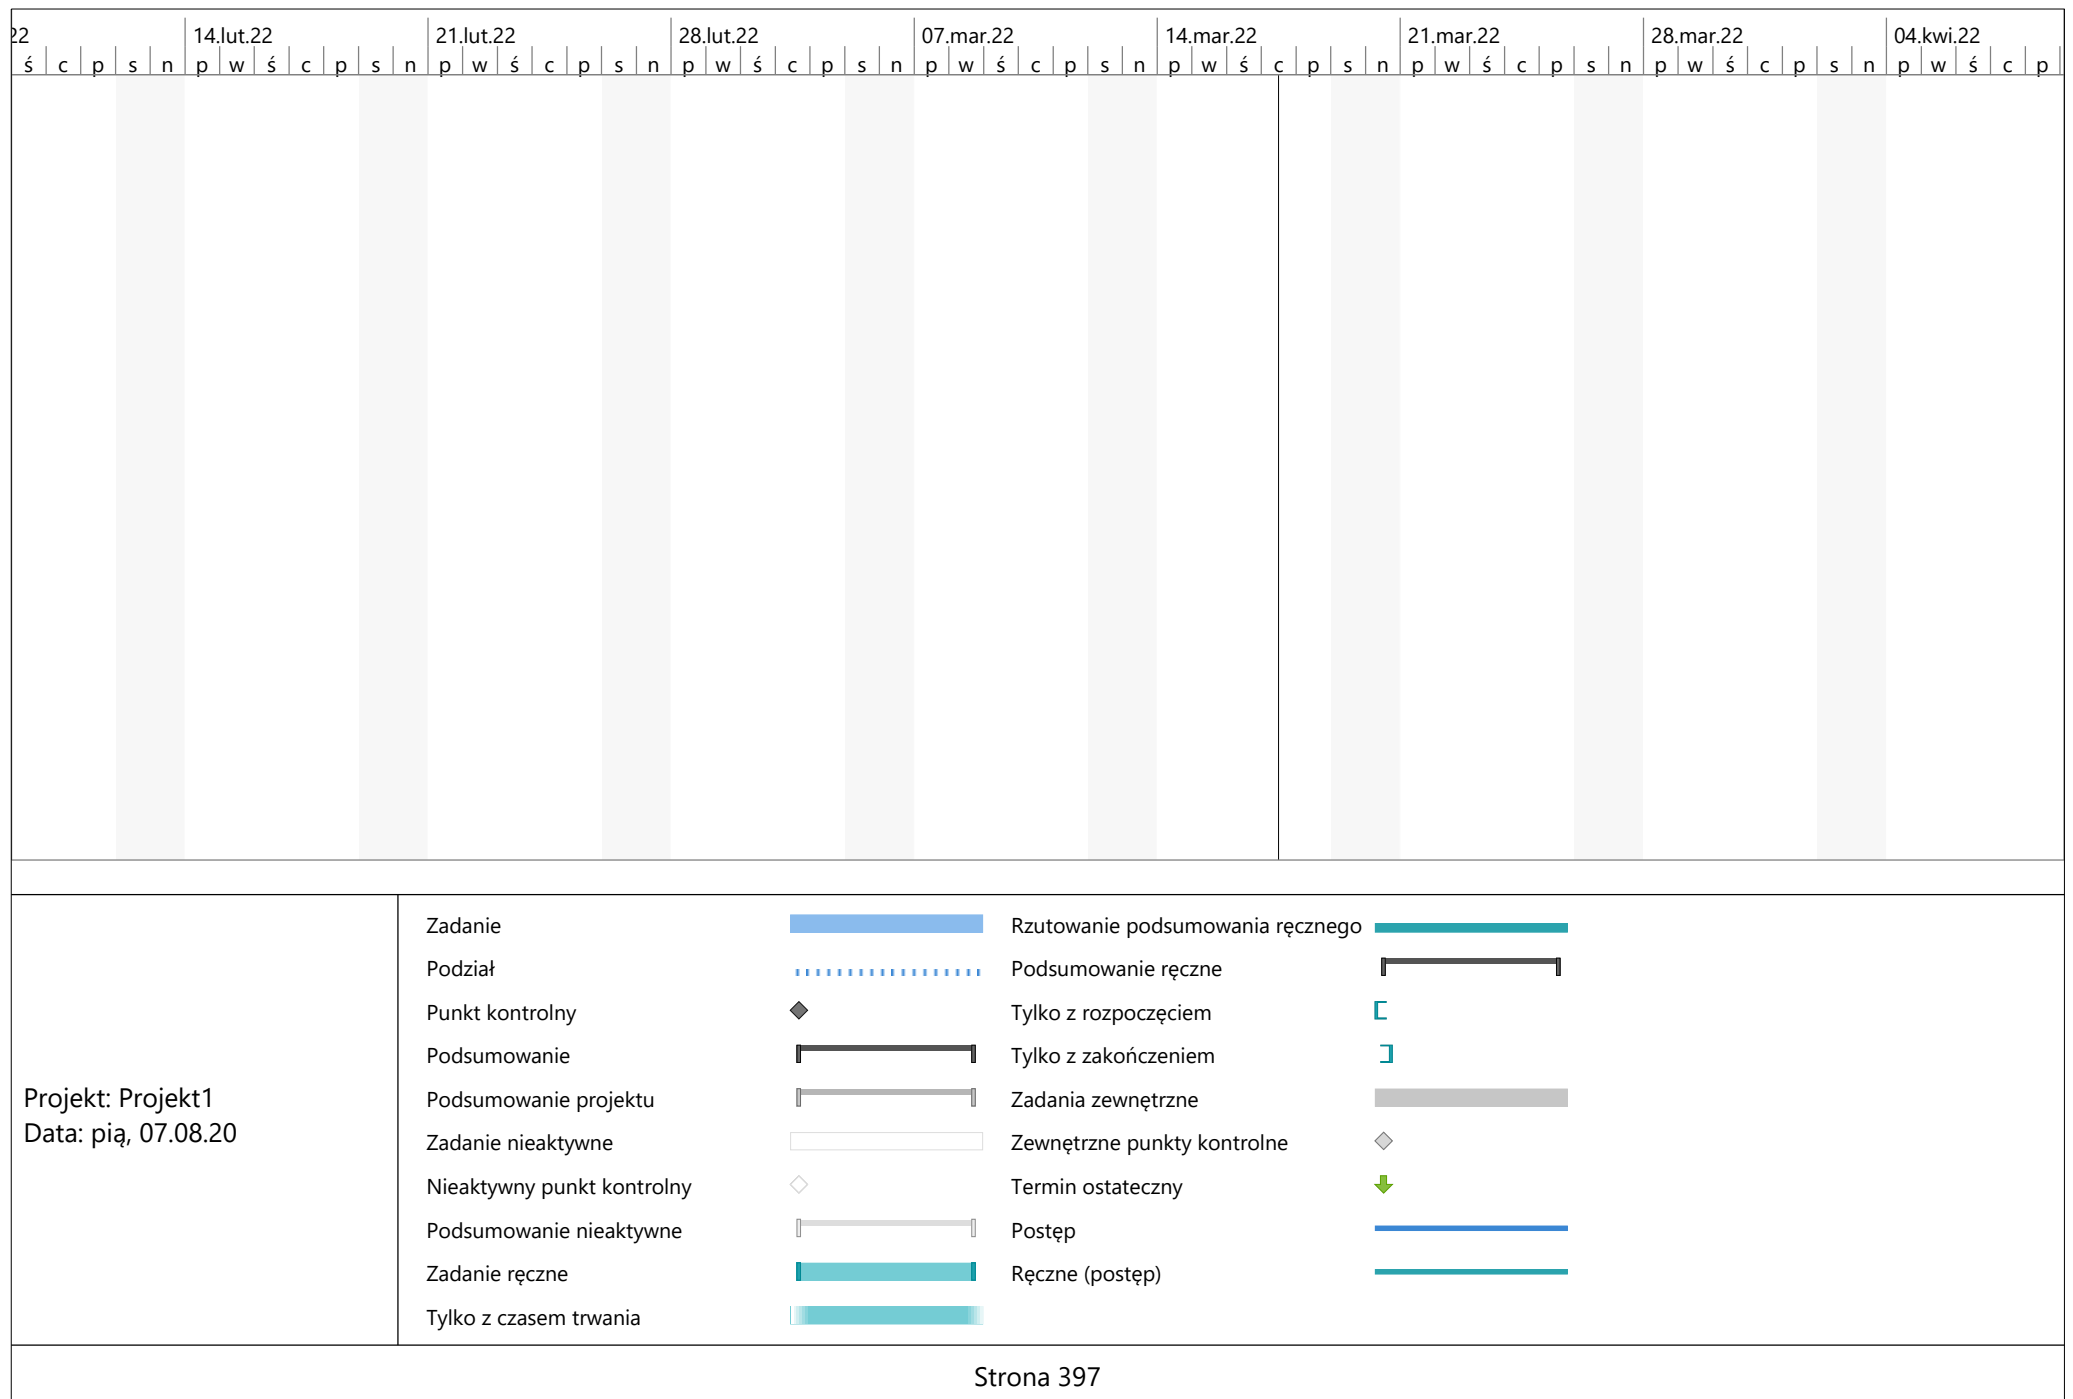 22 14.lut.22 21.lut.22 28.lut.22 07.mar.22 14.mar.22 21.mar.22 28.mar.22 04.kwi.22
ś c p s n p w ś c p s n p w ś c p s n p w ś c p s n p w ś c p s n p w ś c p s n p w ś c p s n p w ś c p s n p w ś c p
Zadanie
Podział
Punkt kontrolny
Podsumowanie
Podsumowanie projektu
Zadanie nieaktywne
Nieaktywny punkt kontrolny
Podsumowanie nieaktywne
Zadanie ręczne
Tylko z czasem trwania
Rzutowanie podsumowania ręcznego
Podsumowanie ręczne
Tylko z rozpoczęciem
Tylko z zakończeniem
Zadania zewnętrzne
Zewnętrzne punkty kontrolne
Termin ostateczny
Postęp
Ręczne (postęp)
Projekt: Projekt1
Data: pią, 07.08.20
Strona 397